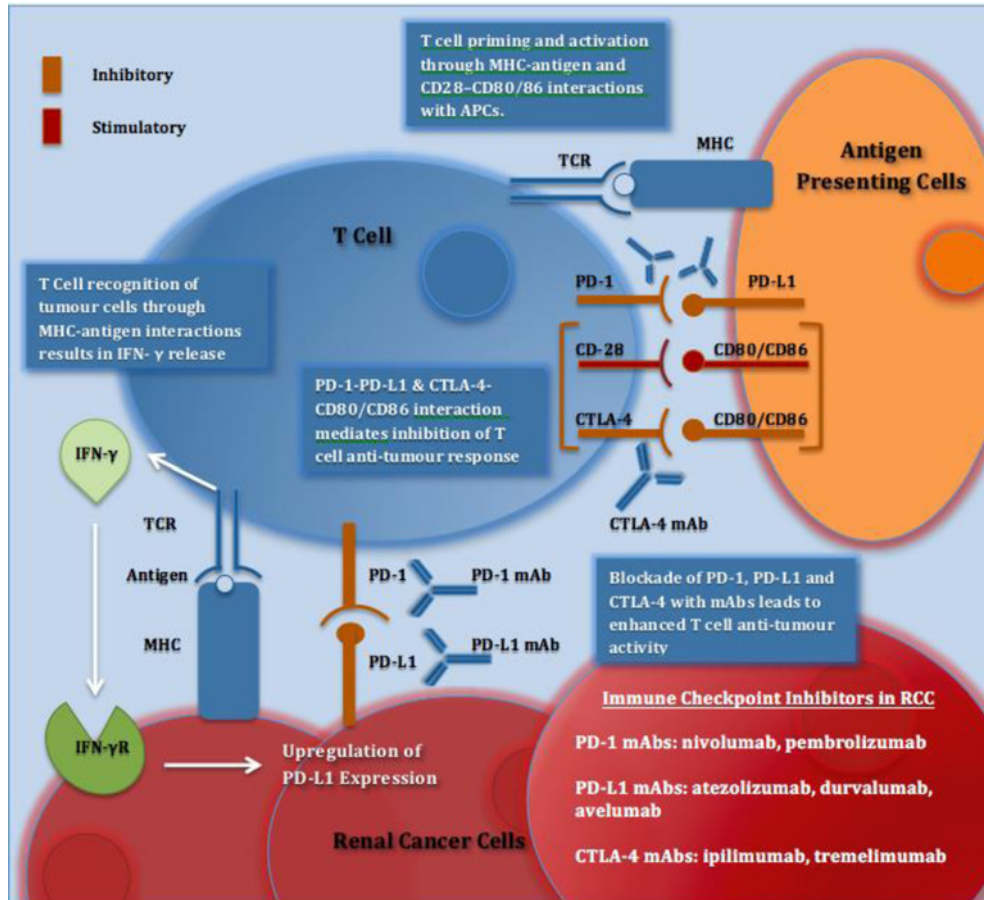 Inhibitory
Stimulatory
T cell priming and activation
through MHC-antigen and
CD28–CD80/86 interactions
with APCs.
TCR
MHC
Antigen
Presenting Cells
T Cell
T Cell recognition of
tumour cells through
MHC-antigen interactions
results in IFN- γ release
PD-1
PD-L1
CD-28
CD80/CD86
CTLA-4
CD80/CD86
PD-1-PD-L1 & CTLA-4-
CD80/CD86 interaction
mediates inhibition of T
cell anti-tumour response
CTLA-4 mAb
IFN-γ
TCR
Antigen
MHC
PD-1
PD-1 mAb
PD-L1
PD-L1 mAb
Blockade of PD-1, PD-L1 and
CTLA-4 with mAbs leads to
enhanced T cell anti-tumour
activity
IFN-γR
Upregulation of
PD-L1 Expression
Renal Cancer Cells
Immune Checkpoint Inhibitors in RCC
PD-1 mAbs: nivolumab, pembrolizumab
PD-L1 mAbs: atezolizumab, durvalumab,
avelumab
CTLA-4 mAbs: ipilimumab, tremelimumab